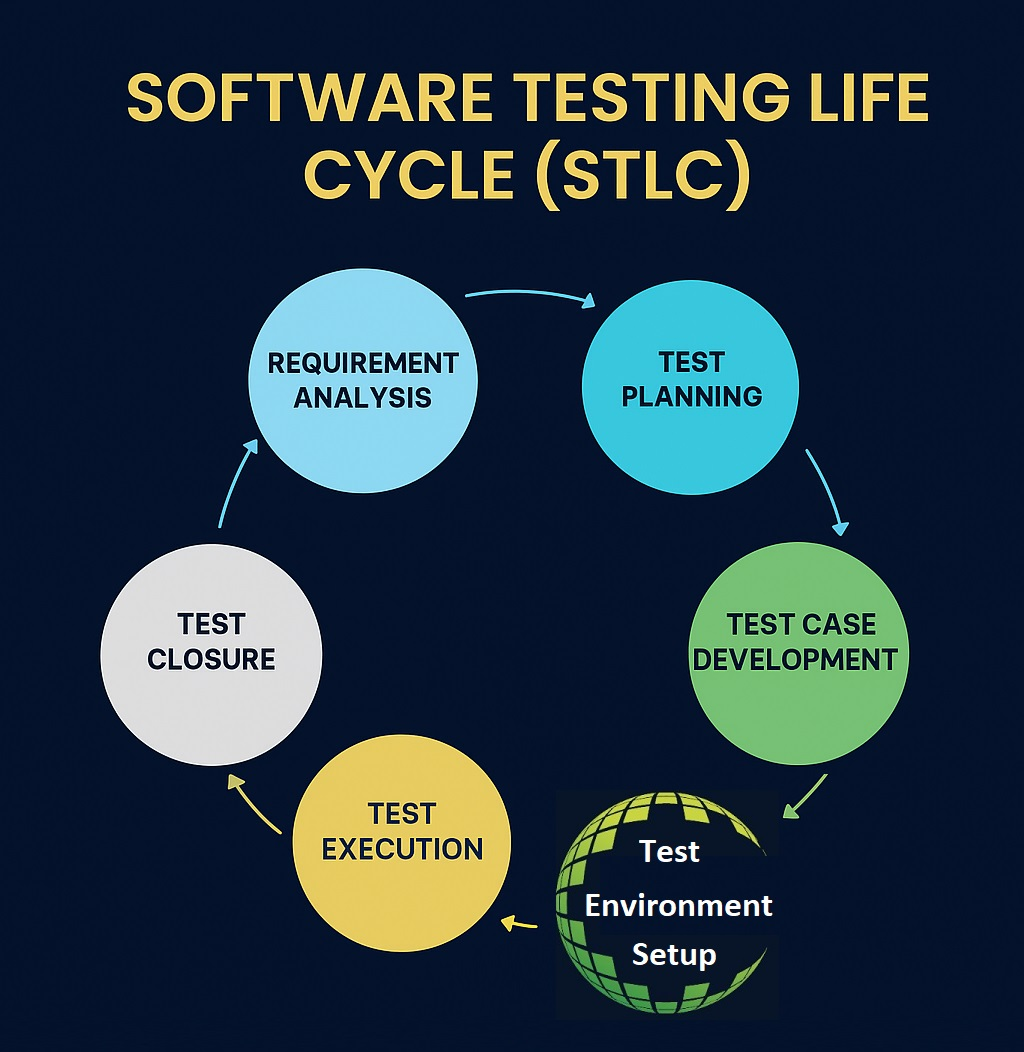 SOFTWARE TESTING LIFE
CYCLE (STLC)
REQUIREMENT
ANALYSIS
TEST
PLANNING
TEST CASE
DEVELOPMENT
Test
Environment
Setup
TEST
EXECUTION
TEST
CLOSURE